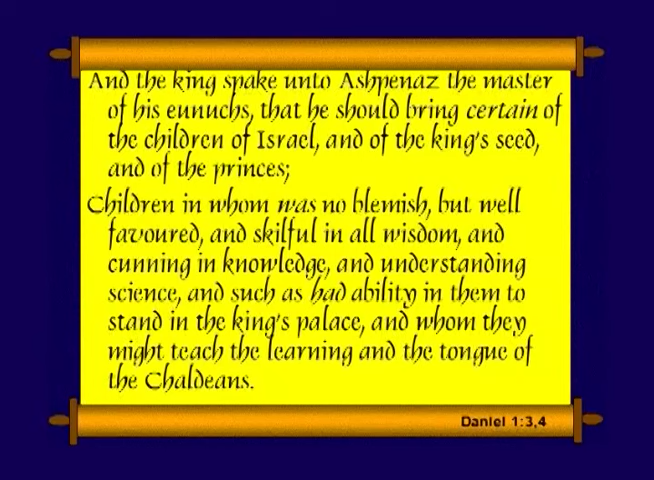 And the king spake unto Ashpenaz the master
of his eunuchs, that he should bring certain of
the children of Israel, and of the king's seed,
and of the princes;
Children in whom was no blemish, but well
favoured, and skilful in all wisdom, and
cunning in knowledge, and understanding
science, and such as had ability in them to
stand in the king's palace, and whom they
might teach the learning and the tongue of
the Chaldeans.
Daniel 1:3,4